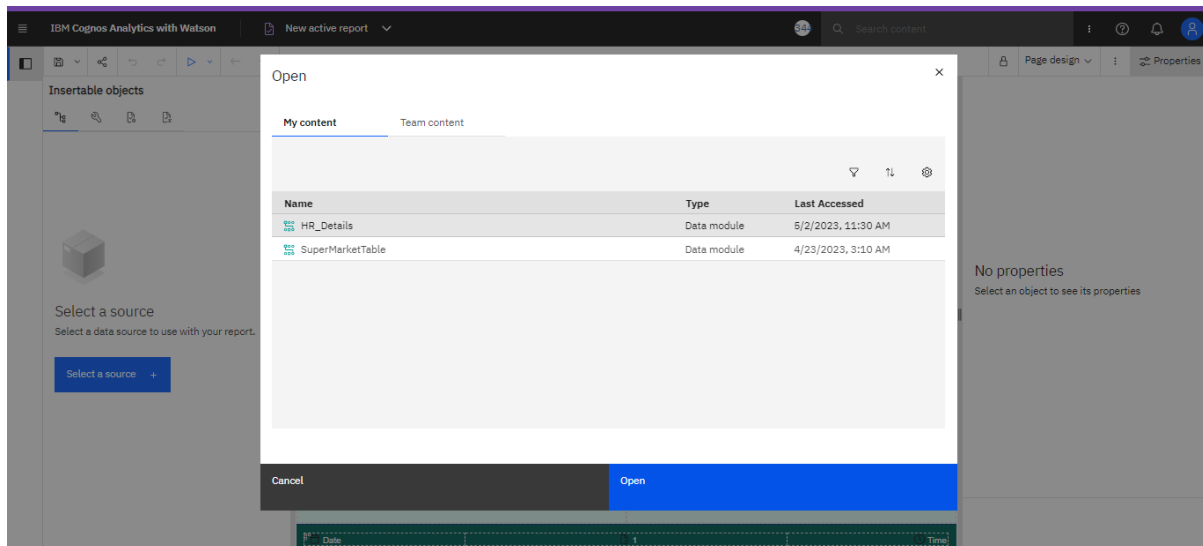 IBM Cognos Analytics with Watson
New active report
Search content
Page design
Properties
Insertable objects
Open
My content
Team content
Name Type Last Accessed
HR_Details Data module 5/2/2023, 11:30 AM
SuperMarketTable Data module 4/23/2023, 3:10 AM
Select a source
Select a data source to use with your report.
Select a source +
No properties
Select an object to see its properties
Cancel
Open
Date 1 Time